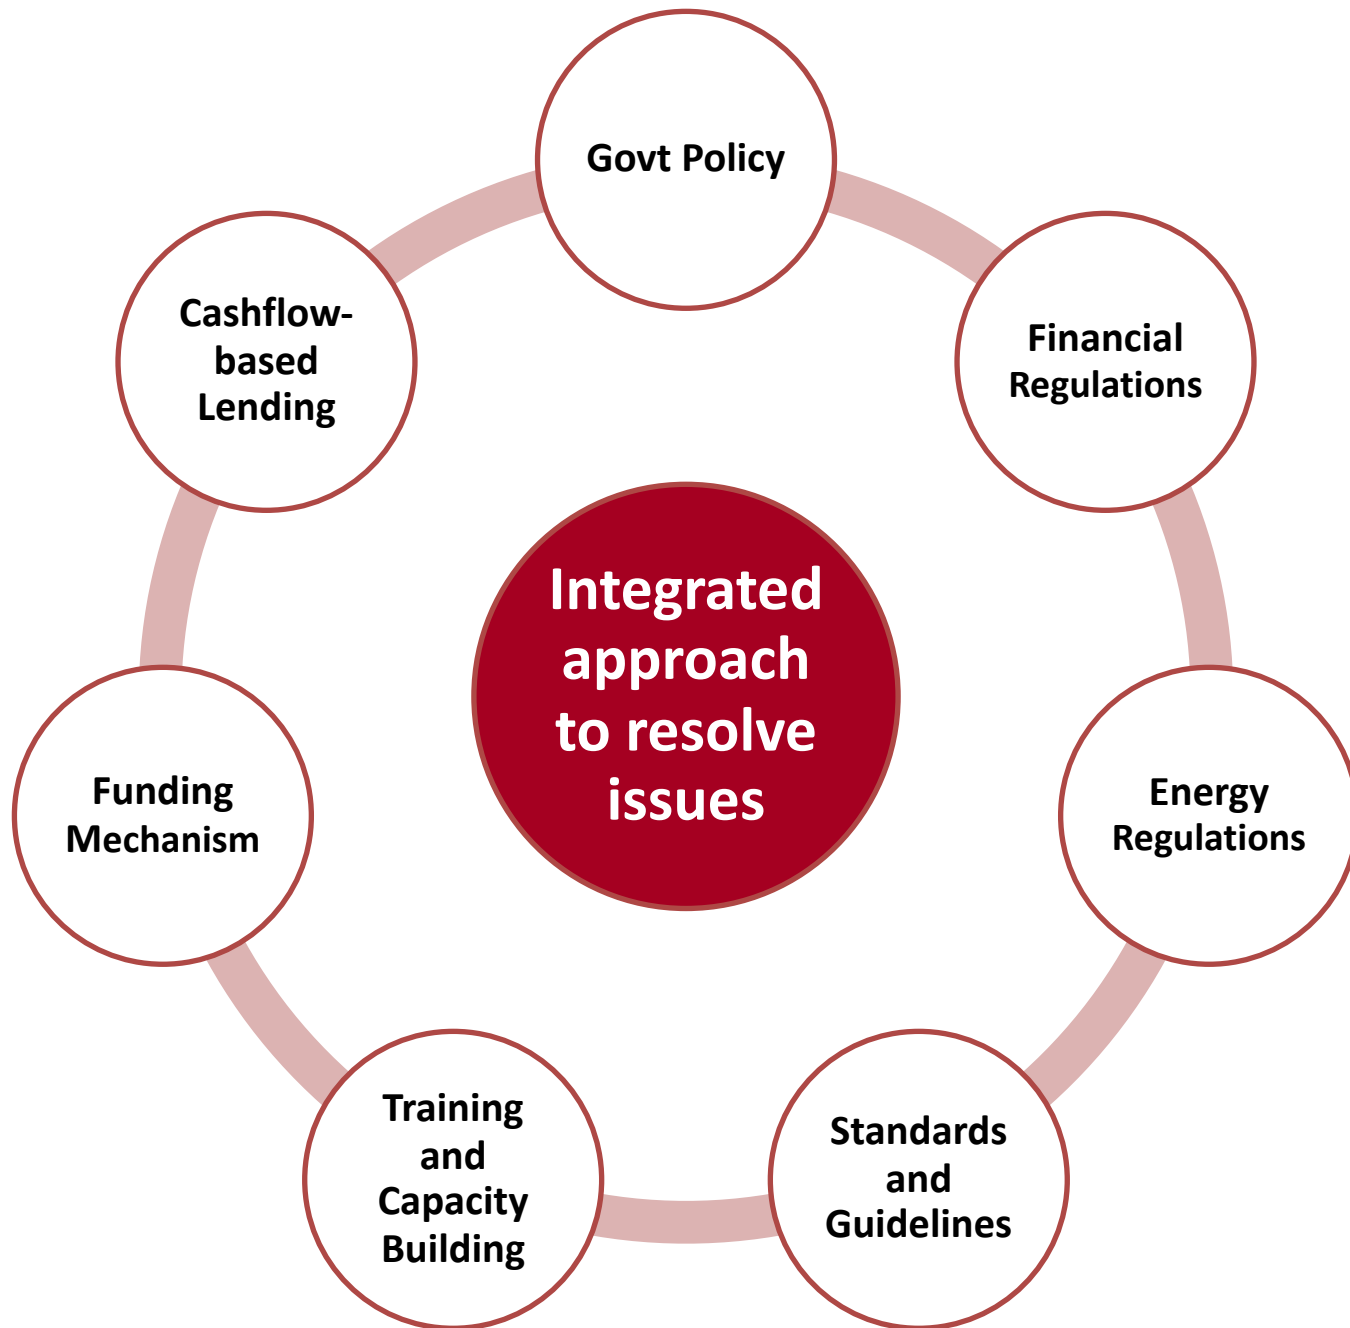 Govt Policy
Financial
Regulations
Energy
Regulations
Standards
and
Guidelines
Training
and
Capacity
Building
Funding
Mechanism
Cashflow-
based
Lending
Integrated
approach
to resolve
issues